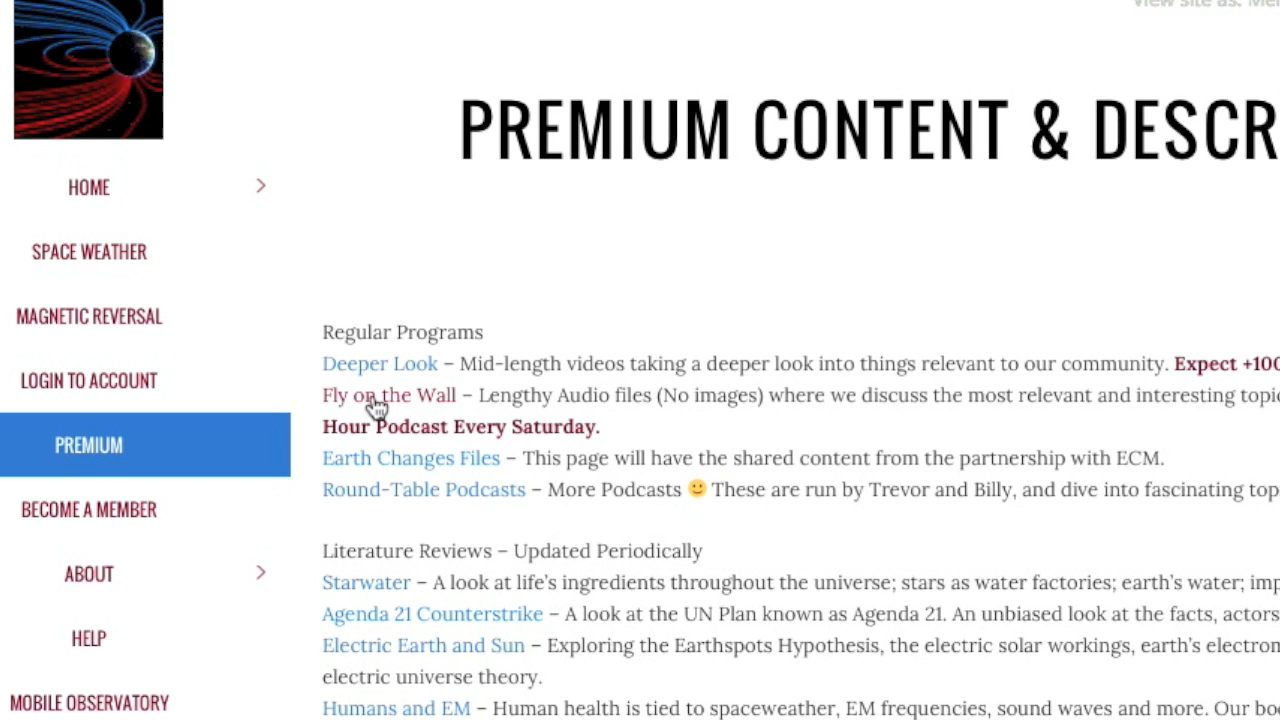 View site as: Me
PREMIUM CONTENT & DESCR
HOME
SPACE WEATHER
MAGNETIC REVERSAL
LOGIN TO ACCOUNT
PREMIUM
BECOME A MEMBER
ABOUT
HELP
MOBILE OBSERVATORY
Regular Programs
Deeper Look – Mid-length videos taking a deeper look into things relevant to our community. Expect +100
Fly on the Wall – Lengthy Audio files (No images) where we discuss the most relevant and interesting topi
Hour Podcast Every Saturday.
Earth Changes Files – This page will have the shared content from the partnership with ECM.
Round-Table Podcasts – More Podcasts 🙂 These are run by Trevor and Billy, and dive into fascinating top
Literature Reviews – Updated Periodically
Starwater – A look at life’s ingredients throughout the universe; stars as water factories; earth’s water; imp
Agenda 21 Counterstrike – A look at the UN Plan known as Agenda 21. An unbiased look at the facts, actors
Electric Earth and Sun – Exploring the Earthspots Hypothesis, the electric solar workings, earth’s electron
electric universe theory.
Humans and EM – Human health is tied to spaceweather, EM frequencies, sound waves and more. Our bo